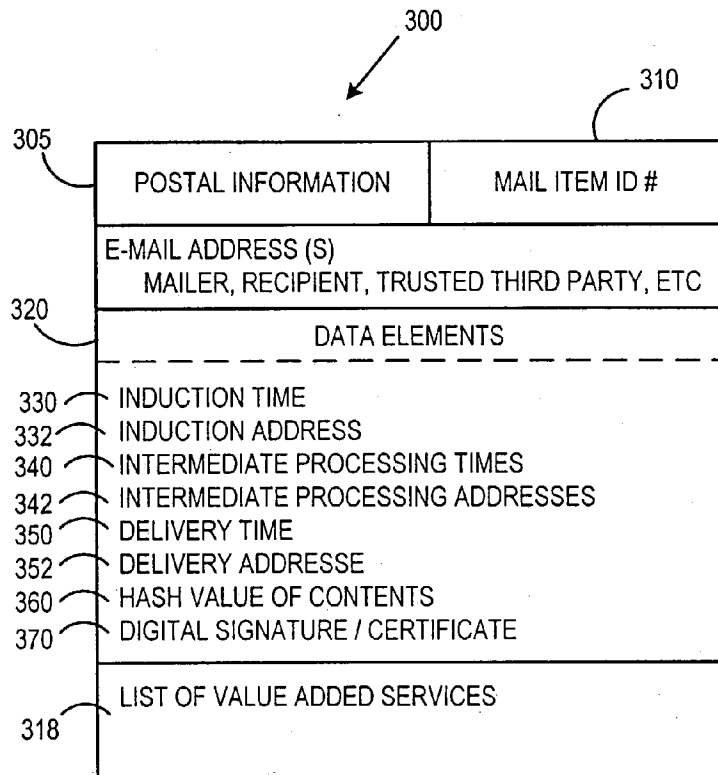 300
310
305
POSTAL INFORMATION
MAIL ITEM ID #
E-MAIL ADDRESS (S)
MAILER, RECIPIENT, TRUSTED THIRD PARTY, ETC
320
DATA ELEMENTS
330 INDUCTION TIME
332 INDUCTION ADDRESS
340 INTERMEDIATE PROCESSING TIMES
342 INTERMEDIATE PROCESSING ADDRESSES
350 DELIVERY TIME
352 DELIVERY ADDRESSE
360 HASH VALUE OF CONTENTS
370 DIGITAL SIGNATURE / CERTIFICATE
LIST OF VALUE ADDED SERVICES
318